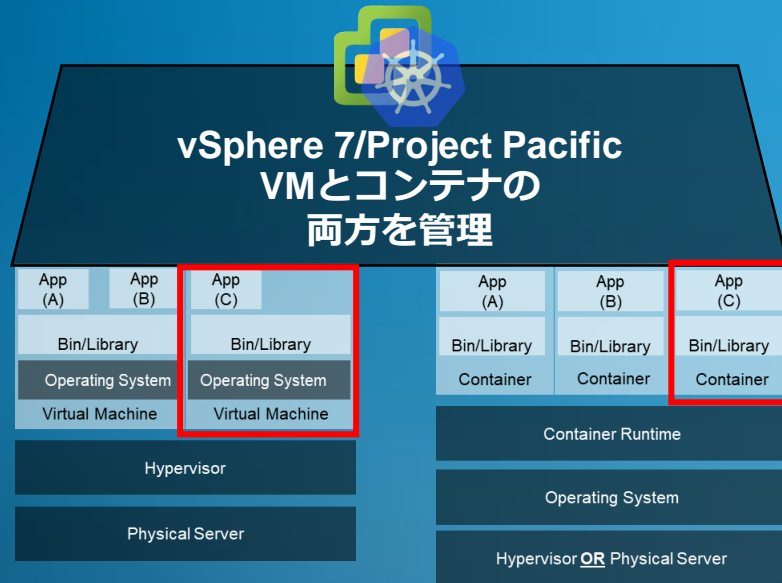 vSphere 7/Project Pacific
VMとコンテナの
両方を管理
App
(A)
App
(B)
Bin/Library
Operating System
Virtual Machine
App
(C)
Bin/Library
Operating System
Virtual Machine
Hypervisor
Physical Server
App
(A)
Bin/Library
Container
App
(B)
Bin/Library
Container
App
(C)
Bin/Library
Container
Container Runtime
Operating System
Hypervisor OR Physical Server